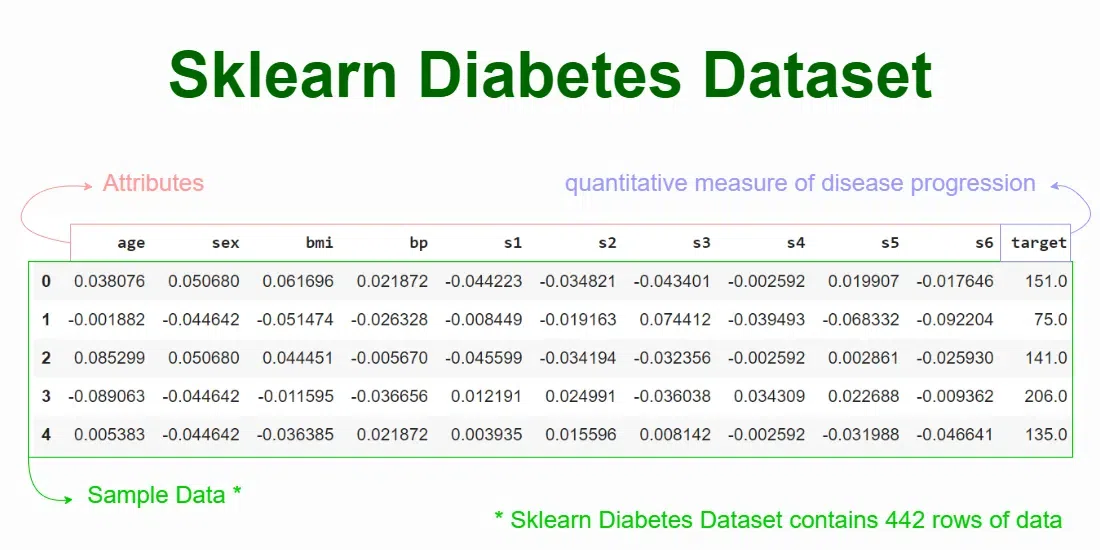 Sklearn Diabetes Dataset
Attributes quantitative measure of disease progression
age sex bmi bp s1 s2 s3 s4 s5 s6 target
0 0.038076 0.050680 0.061696 0.021872 -0.044223 -0.034821 -0.043401 -0.002592 0.019907 -0.017646 151.0
1 -0.001882 -0.044642 -0.051474 -0.026328 -0.008449 -0.019163 0.074412 -0.039493 -0.068332 -0.092204 75.0
2 0.085299 0.050680 0.044451 -0.005670 -0.045599 -0.034194 -0.032356 -0.002592 0.002861 -0.025930 141.0
3 -0.089063 -0.044642 -0.011595 -0.036656 0.012191 0.024991 -0.036038 0.034309 0.022688 -0.009362 206.0
4 0.005383 -0.044642 -0.036385 0.021872 0.003935 0.015596 0.008142 -0.002592 -0.031988 -0.046641 135.0
Sample Data *
* Sklearn Diabetes Dataset contains 442 rows of data